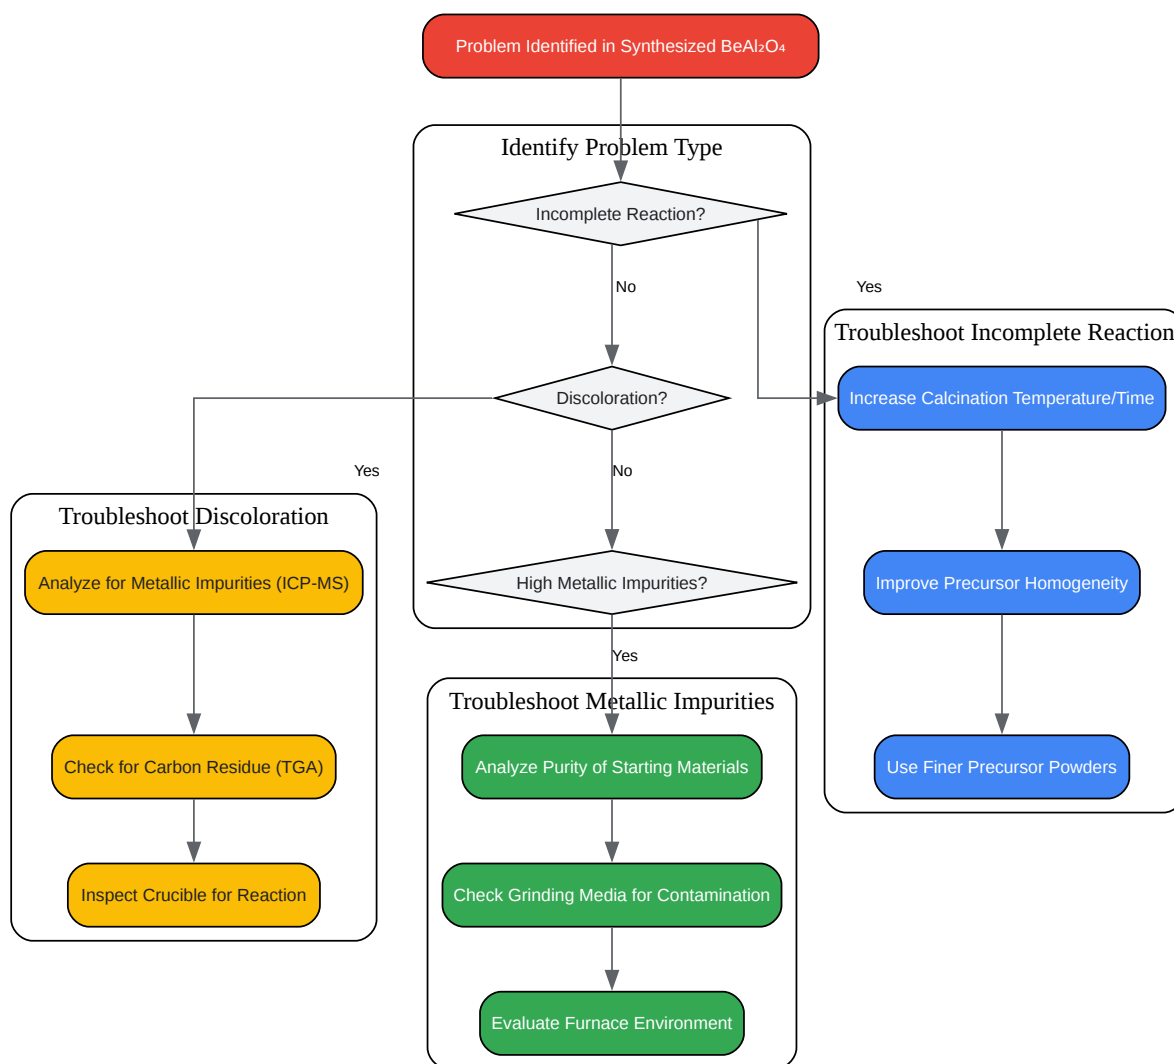 Problem Identified in Synthesized BeAl₂O₄
Identify Problem Type
Incomplete Reaction?
No
Yes
Troubleshoot Incomplete Reaction
Increase Calcination Temperature/Time
Improve Precursor Homogeneity
Use Finer Precursor Powders
Discoloration?
No
Yes
Troubleshoot Discoloration
Analyze for Metallic Impurities (ICP-MS)
Check for Carbon Residue (TGA)
Inspect Crucible for Reaction
High Metallic Impurities?
Yes
Troubleshoot Metallic Impurities
Analyze Purity of Starting Materials
Check Grinding Media for Contamination
Evaluate Furnace Environment